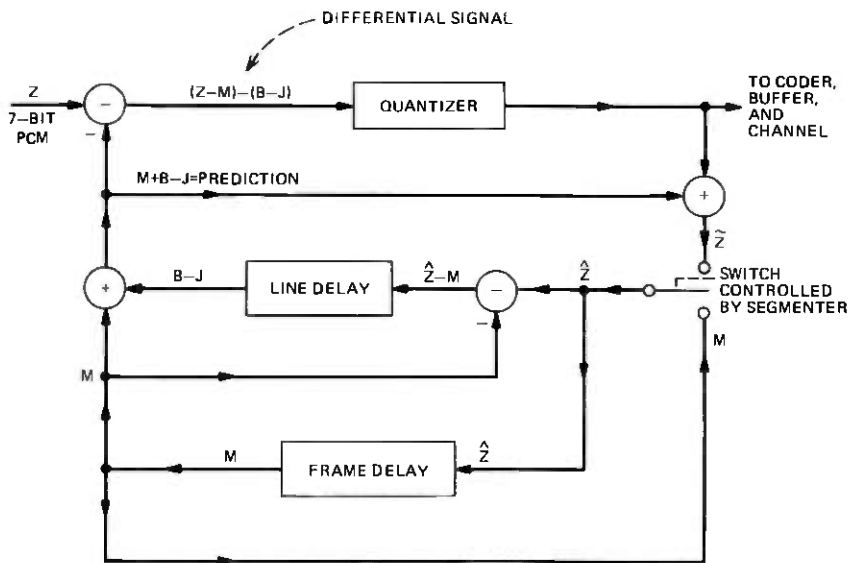 DIFFERENTIAL SIGNAL
Z
7-BIT
PCM
-
-
(Z-M)-(B-J)
QUANTIZER
TO CODER,
BUFFER,
AND
CHANNEL
M+B-J=PREDICTION
+
Z̃
+
B-J
LINE DELAY
Ẑ-M
-
-
Ẑ
SWITCH
CONTROLLED
BY SEGMENTER
M
M
M
FRAME DELAY
Ẑ